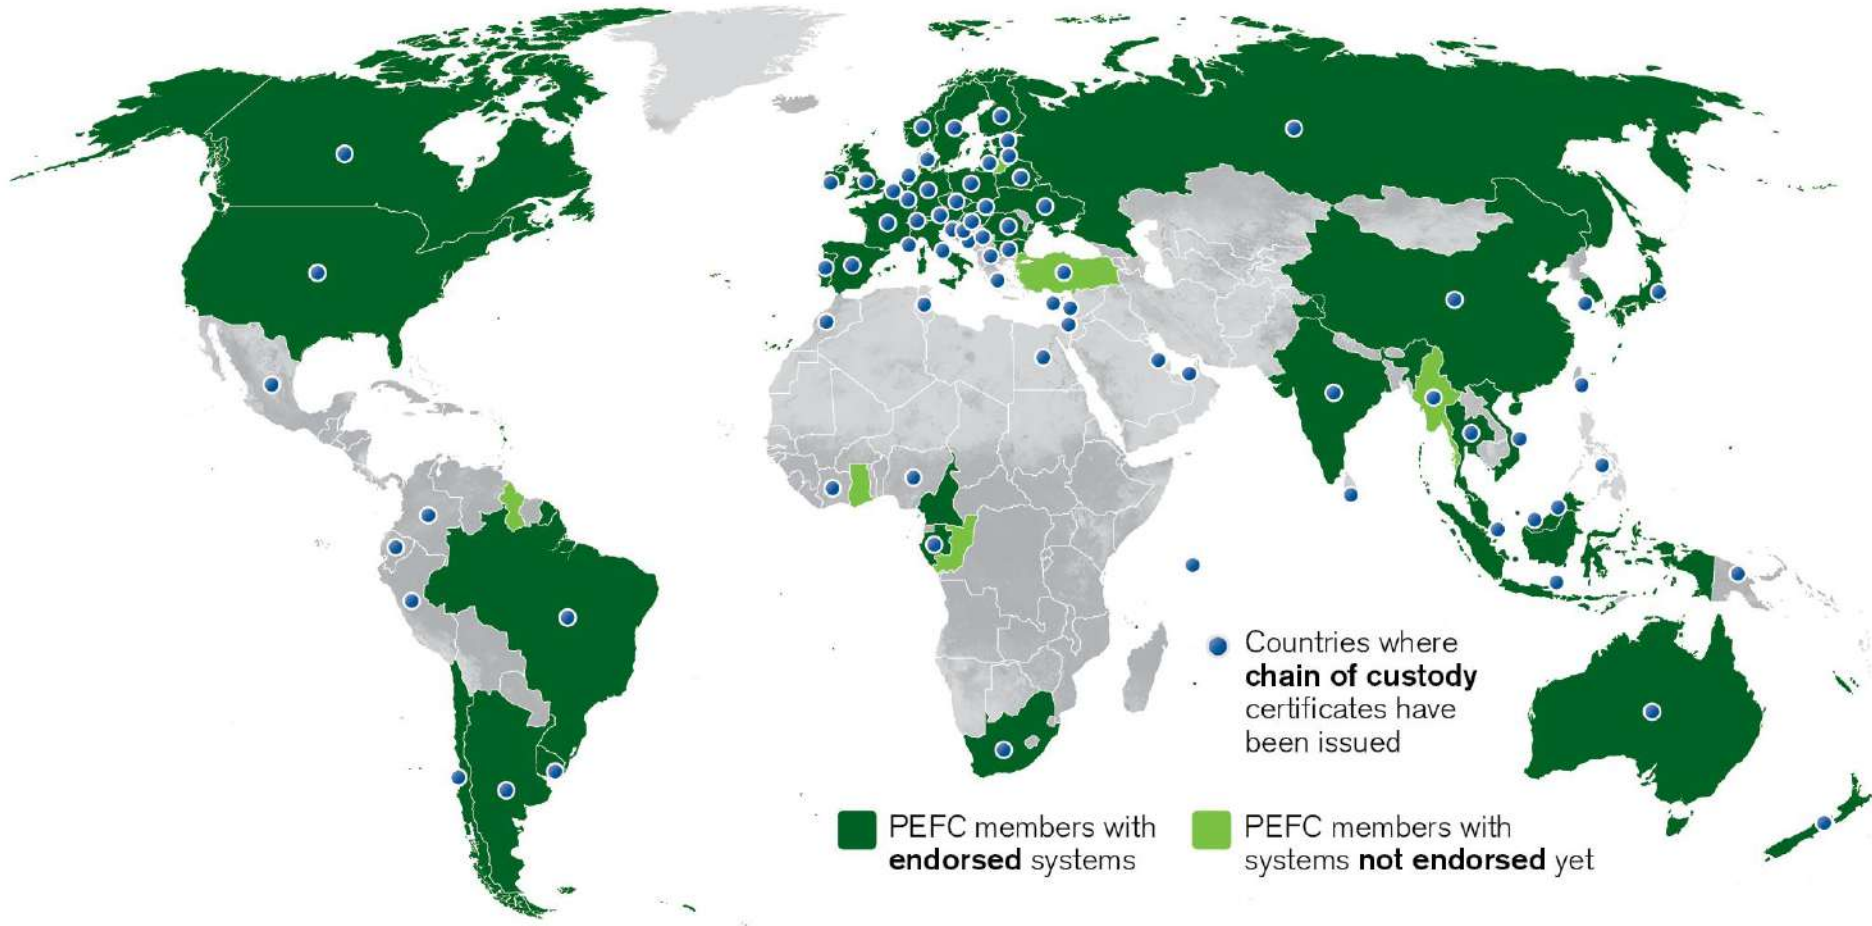 Countries where
chain of custody
certificates have
been issued
PEFC members with
endorsed systems
PEFC members with
systems not endorsed yet